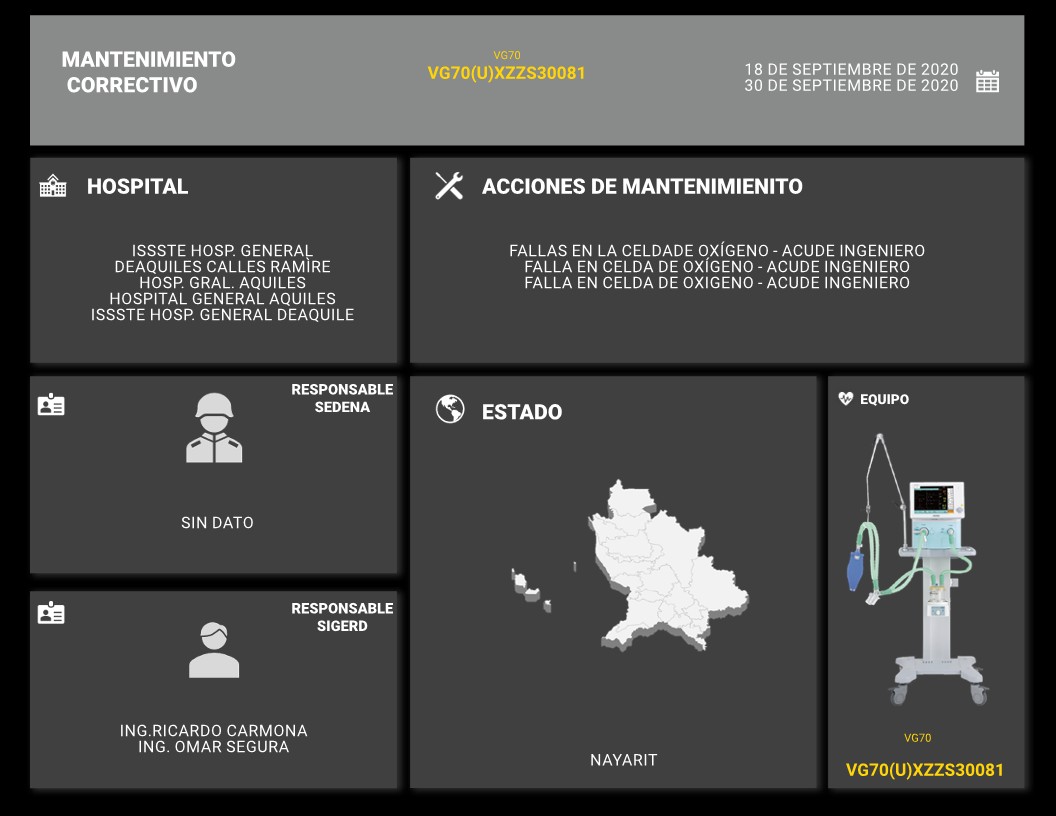 MANTENIMIENTO
CORRECTIVO
VG70
VG70(U)XZZS30081
18 DE SEPTIEMBRE DE 2020
30 DE SEPTIEMBRE DE 2020
HOSPITAL
ISSSTE HOSP. GENERAL
DEAQUILES CALLES RAMÌRE
HOSP. GRAL. AQUILES
HOSPITAL GENERAL AQUILES
ISSSTE HOSP. GENERAL DEAQUILE
ACCIONES DE MANTENIMIENITO
FALLAS EN LA CELDADE OXÍGENO - ACUDE INGENIERO
FALLA EN CELDA DE OXÍGENO - ACUDE INGENIERO
FALLA EN CELDA DE OXIGENO - ACUDE INGENIERO
RESPONSABLE
SEDENA
SIN DATO
RESPONSABLE
SIGERD
ING.RICARDO CARMONA
ING. OMAR SEGURA
ESTADO
NAYARIT
EQUIPO
VG70
VG70(U)XZZS30081